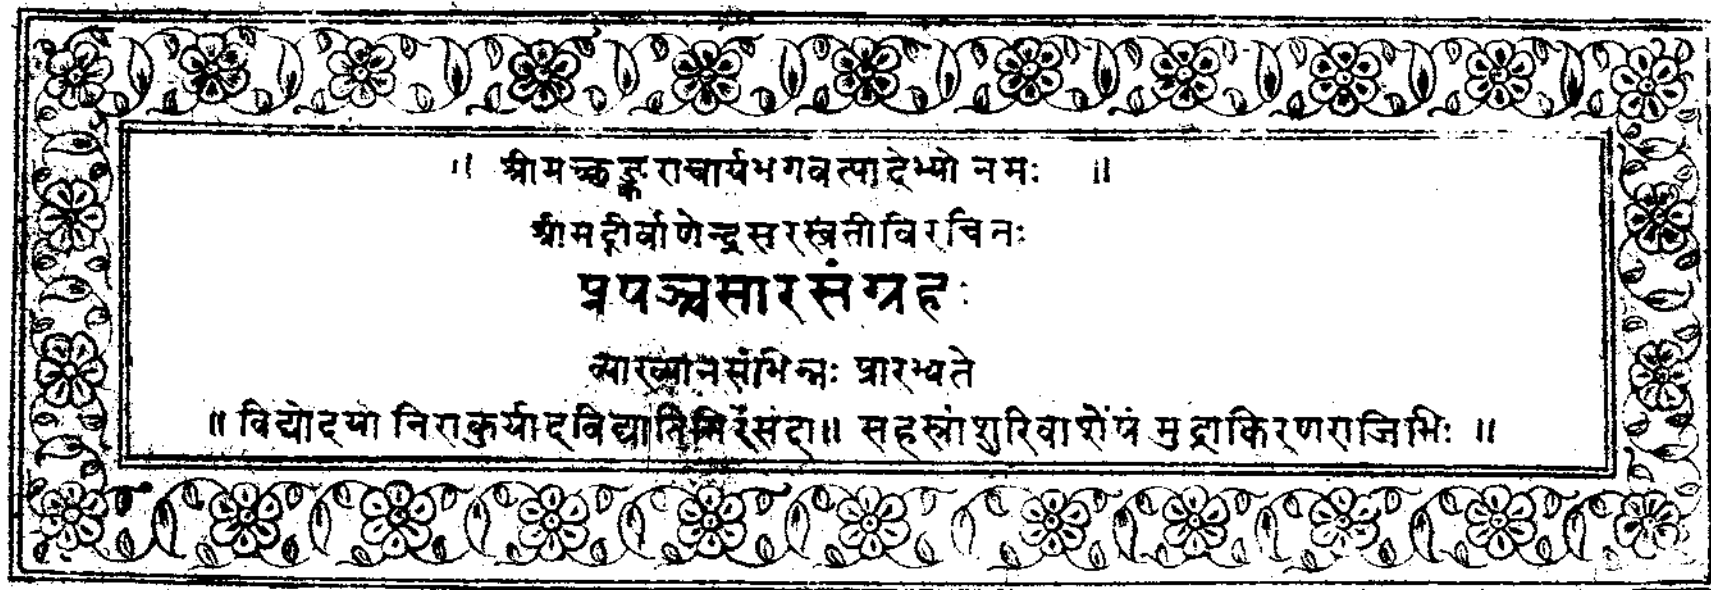 ॥ श्रीमच्छङ्कराचार्यभगवत्पादेभ्यो नमः ॥
श्रीमद्गीर्वाणेन्द्रसरस्वतीविरचितः
प्रपञ्चसारसंग्रहः
व्याख्यानसंभिन्नः प्रारभ्यते
॥ विद्योदयो निराकुर्यादविद्यातिमिरंसदा॥ सहस्त्रांशुरिवाशेषं मुद्राकिरणराजिभिः ॥